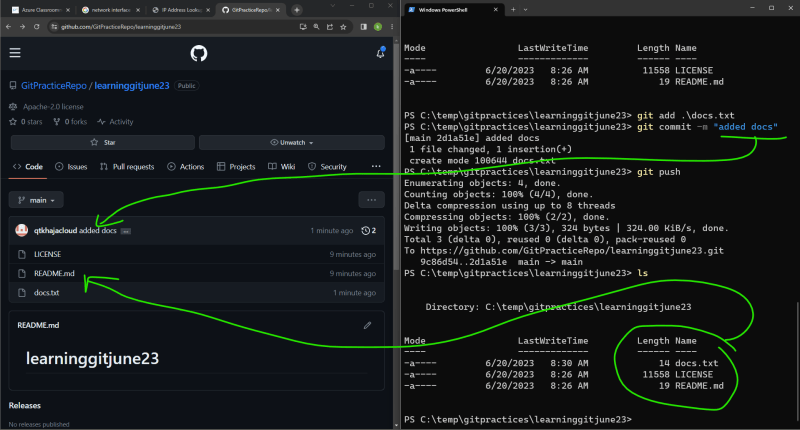 Azure Classroom
network interface
IP Address Lookup
GitPracticeRepo/learninggitjune23
github.com/GitPracticeRepo/learninggitjune23
GitPracticeRepo / learninggitjune23 Public
Apache-2.0 license
0 stars 0 forks Activity
Star
Unwatch
Code Issues Pull requests Actions Projects Wiki Security
main
qtkhajacloud added docs 1 minute ago 2
LICENSE 9 minutes ago
README.md 9 minutes ago
docs.txt 1 minute ago
README.md
learninggitjune23
Releases
No releases published
Windows PowerShell
Mode LastWriteTime Length Name
---- ------------- ------ ----
-a---- 6/20/2023 8:26 AM 11558 LICENSE
-a---- 6/20/2023 8:26 AM 19 README.md
PS C:\temp\gitpractices\learninggitjune23> git add .\docs.txt
PS C:\temp\gitpractices\learninggitjune23> git commit -m "added docs"
[main 2d1a51e] added docs
1 file changed, 1 insertion(+)
create mode 100644 docs.txt
PS C:\temp\gitpractices\learninggitjune23> git push
Enumerating objects: 4, done.
Counting objects: 100% (4/4), done.
Delta compression using up to 8 threads
Compressing objects: 100% (2/2), done.
Writing objects: 100% (3/3), 324 bytes | 324.00 KiB/s, done.
Total 3 (delta 0), reused 0 (delta 0), pack-reused 0
To https://github.com/GitPracticeRepo/learninggitjune23.git
9c86d54..2d1a51e main -> main
PS C:\temp\gitpractices\learninggitjune23> ls
Directory: C:\temp\gitpractices\learninggitjune23
Mode LastWriteTime Length Name
---- ------------- ------ ----
-a---- 6/20/2023 8:30 AM 14 docs.txt
-a---- 6/20/2023 8:26 AM 11558 LICENSE
-a---- 6/20/2023 8:26 AM 19 README.md
PS C:\temp\gitpractices\learninggitjune23>